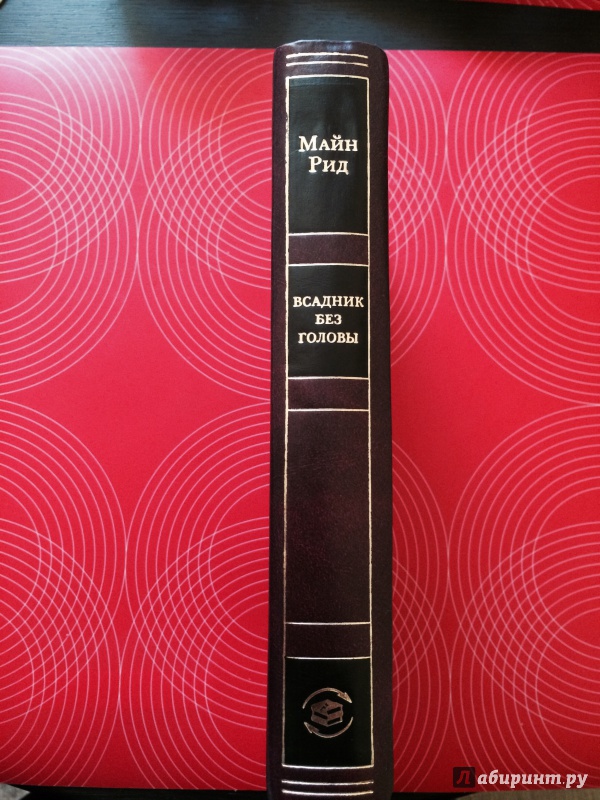 Майн
Рид
ВСАДНИК
БЕЗ
ГОЛОВЫ
Лабиринт.ру